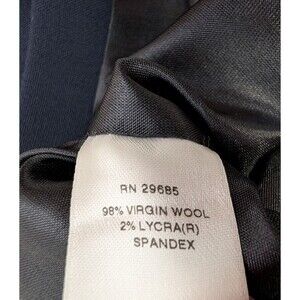 RN 29685
98% VIRGIN WOOL
2% LYCRA(R)
SPANDEX